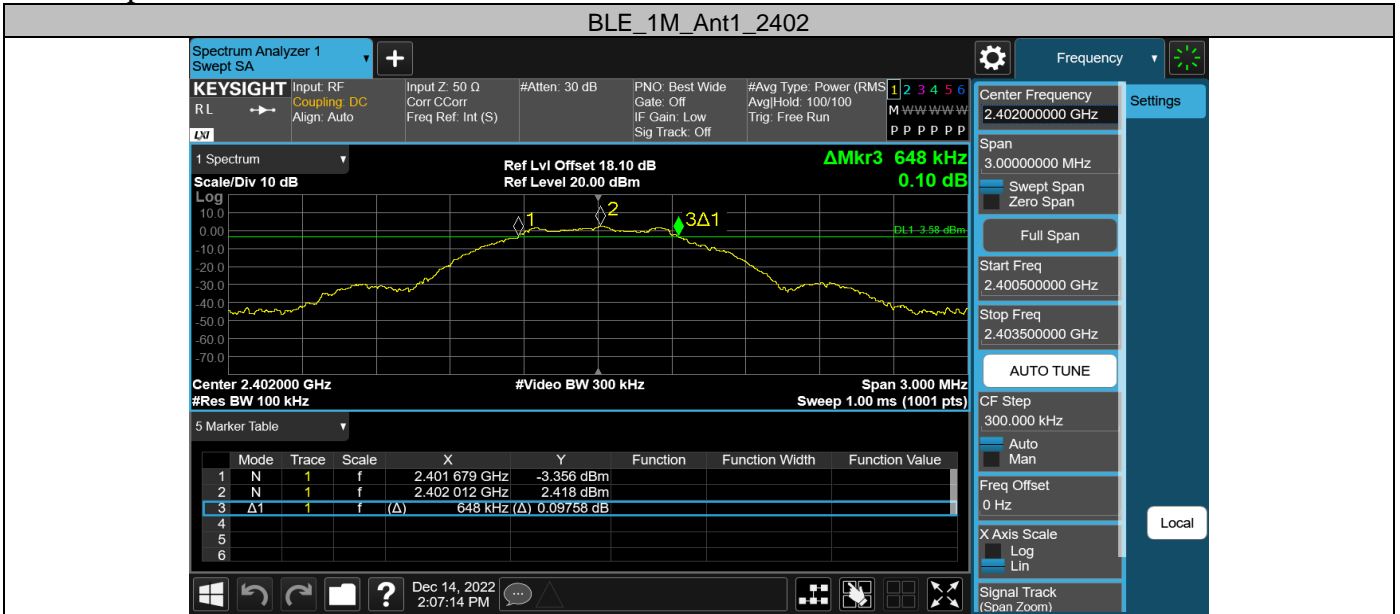 BLE_1M_Ant1_2402
Spectrum Analyzer 1
Swept SA
Frequency
KEYSIGHT
RL
LXI
Input: RF
Coupling: DC
Align: Auto
Input Z: 50 Ω
Corr CCorr
Freq Ref: Int (S)
#Atten: 30 dB
PNO: Best Wide
Gate: Off
IF Gain: Low
Sig Track: Off
#Avg Type: Power (RMS
Avg|Hold: 100/100
Trig: Free Run
1 2 3 4 5 6
M W W W W W
P P P P P P
1 Spectrum
Scale/Div 10 dB
Ref Lvl Offset 18.10 dB
Ref Level 20.00 dBm
ΔMkr3 648 kHz
0.10 dB
Log
10.0
0.00
-10.0
-20.0
-30.0
-40.0
-50.0
-60.0
-70.0
1
2
3Δ1
DL1 -3.58 dBm
Center 2.402000 GHz
#Res BW 100 kHz
#Video BW 300 kHz
Span 3.000 MHz
Sweep 1.00 ms (1001 pts)
5 Marker Table
Mode Trace Scale X Y Function Function Width Function Value
1 N 1 f 2.401 679 GHz -3.356 dBm
2 N 1 f 2.402 012 GHz 2.418 dBm
3 Δ1 1 f (Δ) 648 kHz (Δ) 0.09758 dB
4
5
6
Dec 14, 2022
2:07:14 PM
Center Frequency
2.402000000 GHz
Span
3.00000000 MHz
Swept Span
Zero Span
Full Span
Start Freq
2.400500000 GHz
Stop Freq
2.403500000 GHz
AUTO TUNE
CF Step
300.000 kHz
Auto
Man
Freq Offset
0 Hz
X Axis Scale
Log
Lin
Signal Track
(Span Zoom)
Settings
Local